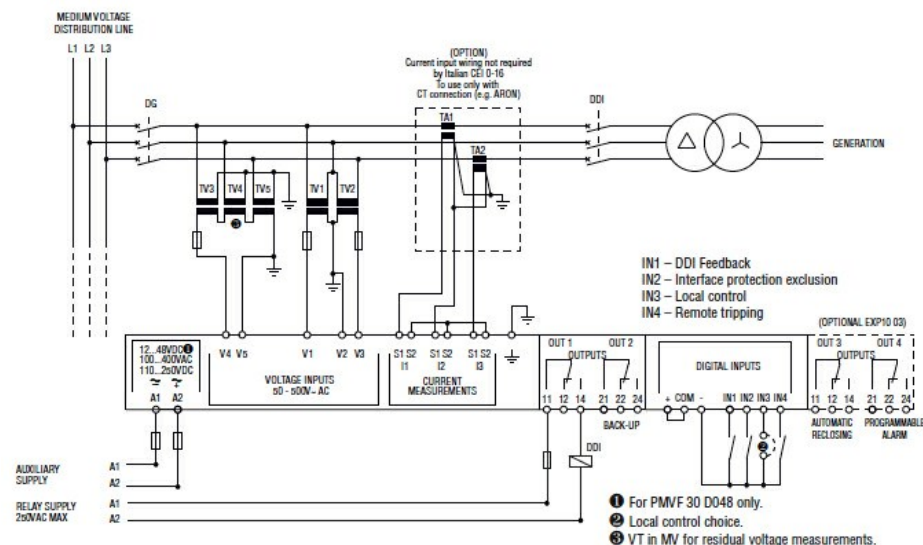 MEDIUM VOLTAGE
DISTRIBUTION LINE
L1 L2 L3
(OPTION)
Current input wiring not required
by Italian CEI 0-16
To use only with
CT connection (e.g. ARON)
DG
TA1
DDI
TA2
GENERATION
TV3 TV4 TV5 TV1 TV2
❸
IN1 – DDI Feedback
IN2 – Interface protection exclusion
IN3 – Local control
IN4 – Remote tripping
(OPTIONAL EXP10 03)
12...48VDC❶
100...400VAC
110...250VDC
A1 A2
V4 V5 V1 V2 V3
VOLTAGE INPUTS
50 - 500V~ AC
S1 S2 S1 S2 S1 S2
I1 I2 I3
CURRENT
MEASUREMENTS
OUT 1 OUT 2
OUTPUTS
11 12 14 21 22 24
BACK-UP
DIGITAL INPUTS
+ COM - IN1 IN2 IN3 IN4
OUT 3 OUT 4
OUTPUTS
11 12 14 21 22 24
AUTOMATIC
RECLOSING
PROGRAMMABLE
ALARM
❷
DDI
AUXILIARY
SUPPLY
A1
A2
RELAY SUPPLY
250VAC MAX
A1
A2
❶ For PMVF 30 D048 only.
❷ Local control choice.
❸ VT in MV for residual voltage measurements.